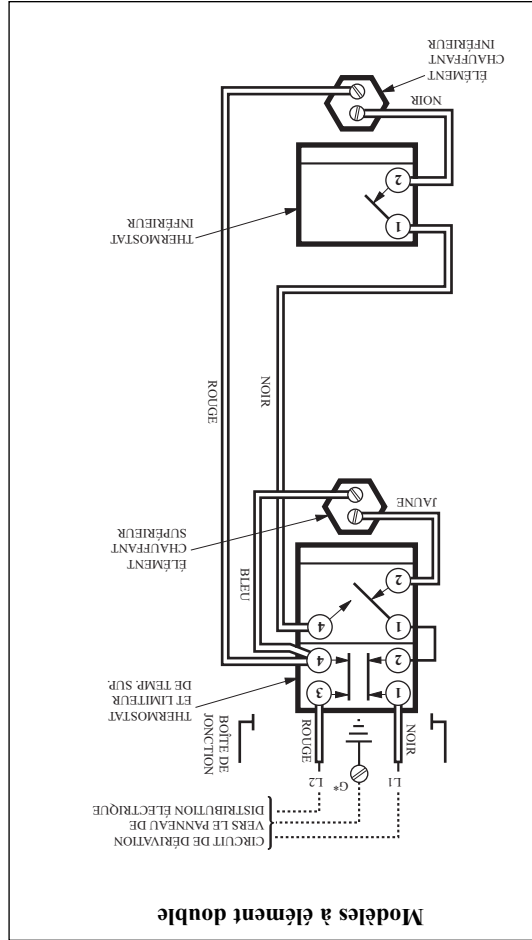 Modèles à élément double
CIRCUIT DE DÉRIVATION
VERS LE PANNEAU DE
DISTRIBUTION ÉLECTRIQUE
L1
G*
L2
NOIR
ROUGE
BOÎTE DE
JONCTION
1
3
2
4
THERMOSTAT
ET LIMITEUR
DE TEMP. SUP.
1
4
2
BLEU
JAUNE
ÉLÉMENT
CHAUFFANT
SUPÉRIEUR
NOIR
ROUGE
1
2
THERMOSTAT
INFÉRIEUR
NOIR
ÉLÉMENT
CHAUFFANT
INFÉRIEUR